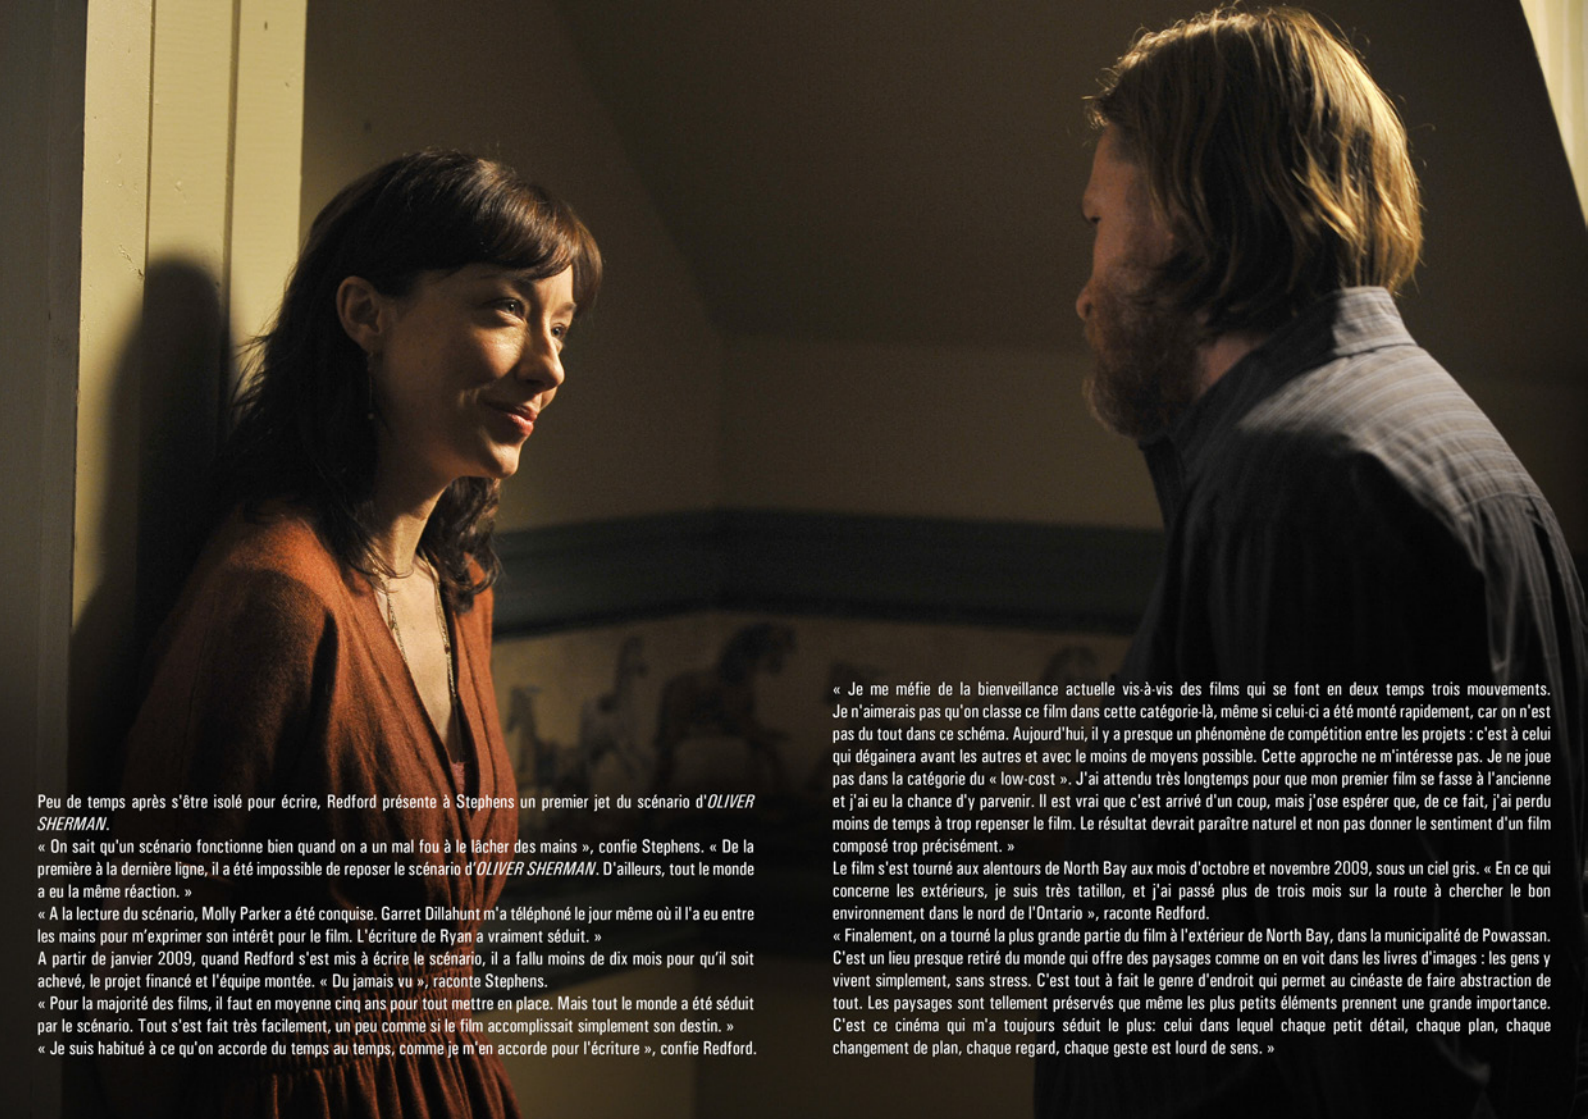 Peu de temps après s'être isolé pour écrire, Redford présente à Stephens un premier jet du scénario d'OLIVER
SHERMAN.
« On sait qu'un scénario fonctionne bien quand on a un mal fou à le lâcher des mains », confie Stephens. « De la
première à la dernière ligne, il a été impossible de reposer le scénario d'OLIVER SHERMAN. D'ailleurs, tout le monde
a eu la même réaction. »
« A la lecture du scénario, Molly Parker a été conquise. Garret Dillahunt m'a téléphoné le jour même où il l'a eu entre
les mains pour m'exprimer son intérêt pour le film. L'écriture de Ryan a vraiment séduit. »
A partir de janvier 2009, quand Redford s'est mis à écrire le scénario, il a fallu moins de dix mois pour qu'il soit
achevé, le projet financé et l'équipe montée. « Du jamais vu », raconte Stephens.
« Pour la majorité des films, il faut en moyenne cinq ans pour tout mettre en place. Mais tout le monde a été séduit
par le scénario. Tout s'est fait très facilement, un peu comme si le film accomplissait simplement son destin. »
« Je suis habitué à ce qu'on accorde du temps au temps, comme je m'en accorde pour l'écriture », confie Redford.
« Je me méfie de la bienveillance actuelle vis-à-vis des films qui se font en deux temps trois mouvements.
Je n'aimerais pas qu'on classe ce film dans cette catégorie-là, même si celui-ci a été monté rapidement, car on n'est
pas du tout dans ce schéma. Aujourd'hui, il y a presque un phénomène de compétition entre les projets : c'est à celui
qui dégainera avant les autres et avec le moins de moyens possible. Cette approche ne m'intéresse pas. Je ne joue
pas dans la catégorie du « low-cost ». J'ai attendu très longtemps pour que mon premier film se fasse à l'ancienne
et j'ai eu la chance d'y parvenir. Il est vrai que c'est arrivé d'un coup, mais j'ose espérer que, de ce fait, j'ai perdu
moins de temps à trop repenser le film. Le résultat devrait paraître naturel et non pas donner le sentiment d'un film
composé trop précisément. »
Le film s'est tourné aux alentours de North Bay aux mois d'octobre et novembre 2009, sous un ciel gris. « En ce qui
concerne les extérieurs, je suis très tatillon, et j'ai passé plus de trois mois sur la route à chercher le bon
environnement dans le nord de l'Ontario », raconte Redford.
« Finalement, on a tourné la plus grande partie du film à l'extérieur de North Bay, dans la municipalité de Powassan.
C'est un lieu presque retiré du monde qui offre des paysages comme on en voit dans les livres d'images : les gens y
vivent simplement, sans stress. C'est tout à fait le genre d'endroit qui permet au cinéaste de faire abstraction de
tout. Les paysages sont tellement préservés que même les plus petits éléments prennent une grande importance.
C'est ce cinéma qui m'a toujours séduit le plus: celui dans lequel chaque petit détail, chaque plan, chaque
changement de plan, chaque regard, chaque geste est lourd de sens. »